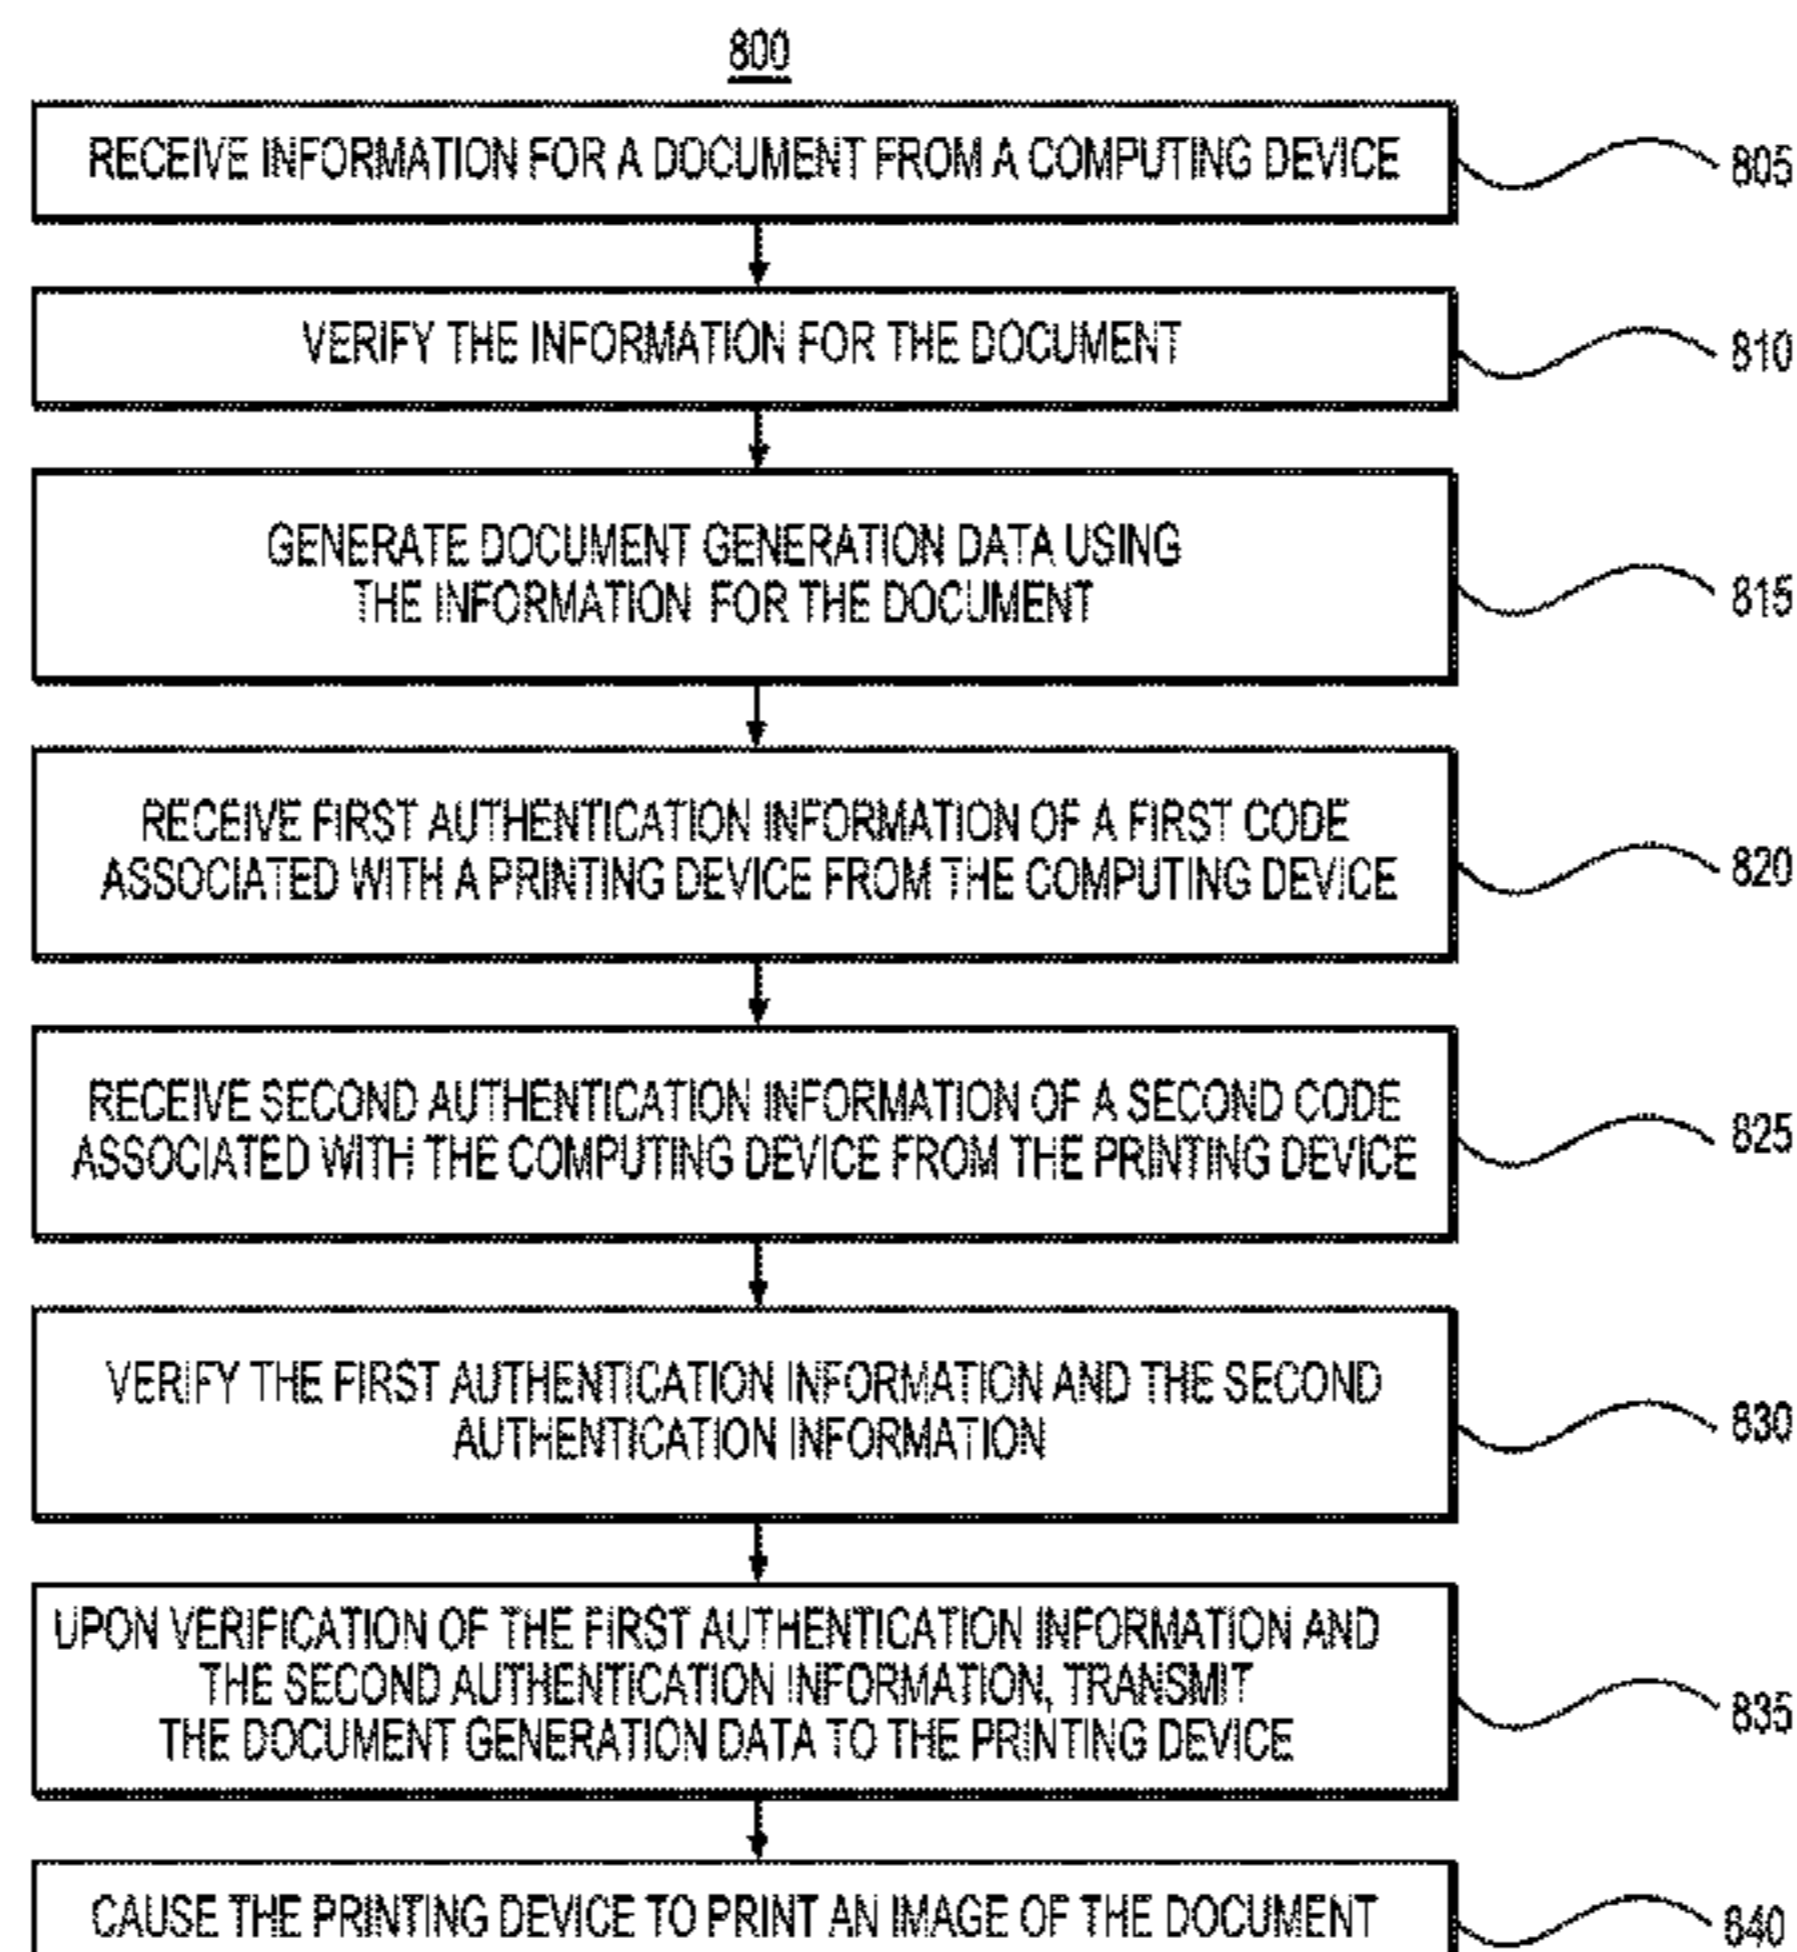 800
RECEIVE INFORMATION FOR A DOCUMENT FROM A COMPUTING DEVICE
805
VERIFY THE INFORMATION FOR THE DOCUMENT
810
GENERATE DOCUMENT GENERATION DATA USING
THE INFORMATION FOR THE DOCUMENT
815
RECEIVE FIRST AUTHENTICATION INFORMATION OF A FIRST CODE
ASSOCIATED WITH A PRINTING DEVICE FROM THE COMPUTING DEVICE
820
RECEIVE SECOND AUTHENTICATION INFORMATION OF A SECOND CODE
ASSOCIATED WITH THE COMPUTING DEVICE FROM THE PRINTING DEVICE
825
VERIFY THE FIRST AUTHENTICATION INFORMATION AND THE SECOND
AUTHENTICATION INFORMATION
830
UPON VERIFICATION OF THE FIRST AUTHENTICATION INFORMATION AND
THE SECOND AUTHENTICATION INFORMATION, TRANSMIT
THE DOCUMENT GENERATION DATA TO THE PRINTING DEVICE
835
CAUSE THE PRINTING DEVICE TO PRINT AN IMAGE OF THE DOCUMENT
840